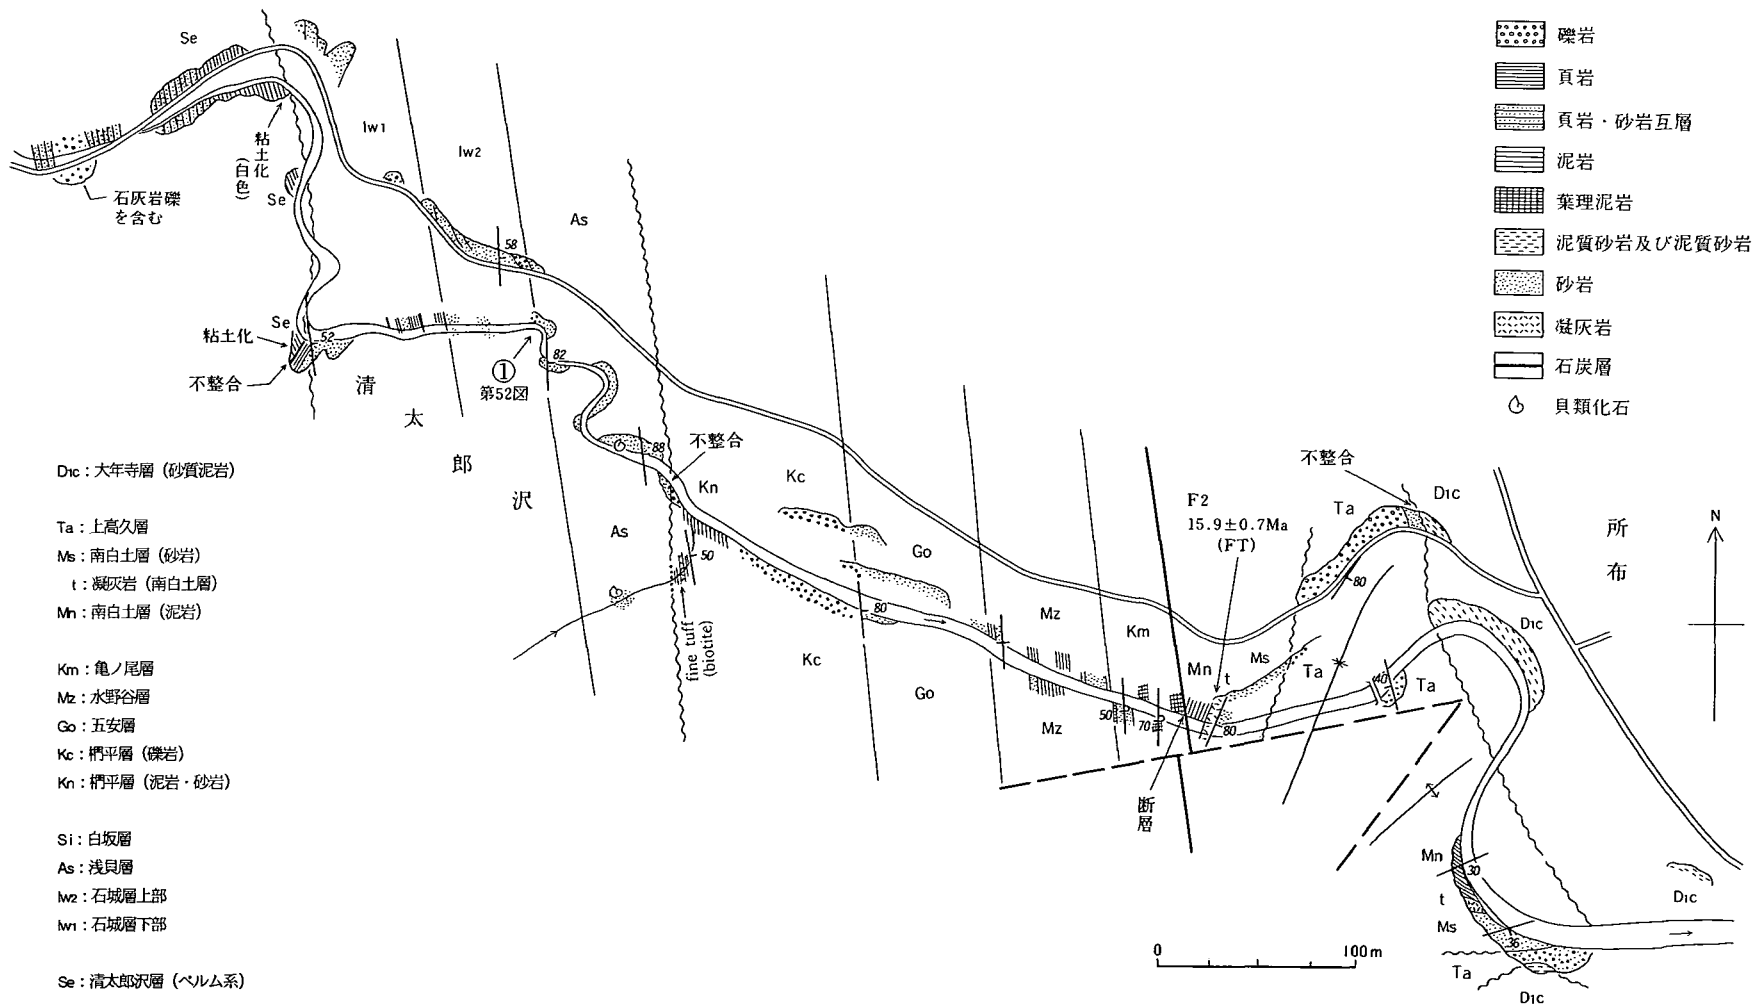 礫岩
頁岩
頁岩・砂岩互層
泥岩
葉理泥岩
泥質砂岩及び泥質砂岩
砂岩
凝灰岩
石炭層
貝類化石
Se
粘土化
(白色)
石灰岩礫
を含む
Se
Iw1
Iw2
As
58
Se
粘土化
52
不整合
①
第52図
82
清太郎沢
88
不整合
Kn
Kc
As
50
fine tuff
(biotite)
80
Kc
Go
Go
Mz
Km
Mz
50
70
F2
15.9±0.7Ma
(FT)
Mn
t
Ms
80
断層
不整合
Ta
D1c
80
Ta
40
Ta
D1c
所布
N
Mn
30
t
Ms
36
Ta
D1c
D1c
0
100m
D1c:大年寺層(砂質泥岩)
Ta:上高久層
Ms:南白土層(砂岩)
t:凝灰岩(南白土層)
Mn:南白土層(泥岩)
Km:亀ノ尾層
Mz:水野谷層
Go:五安層
Kc:椚平層(礫岩)
Kn:椚平層(泥岩・砂岩)
Si:白坂層
As:浅貝層
Iw2:石城層上部
Iw1:石城層下部
Se:清太郎沢層(ペルム系)